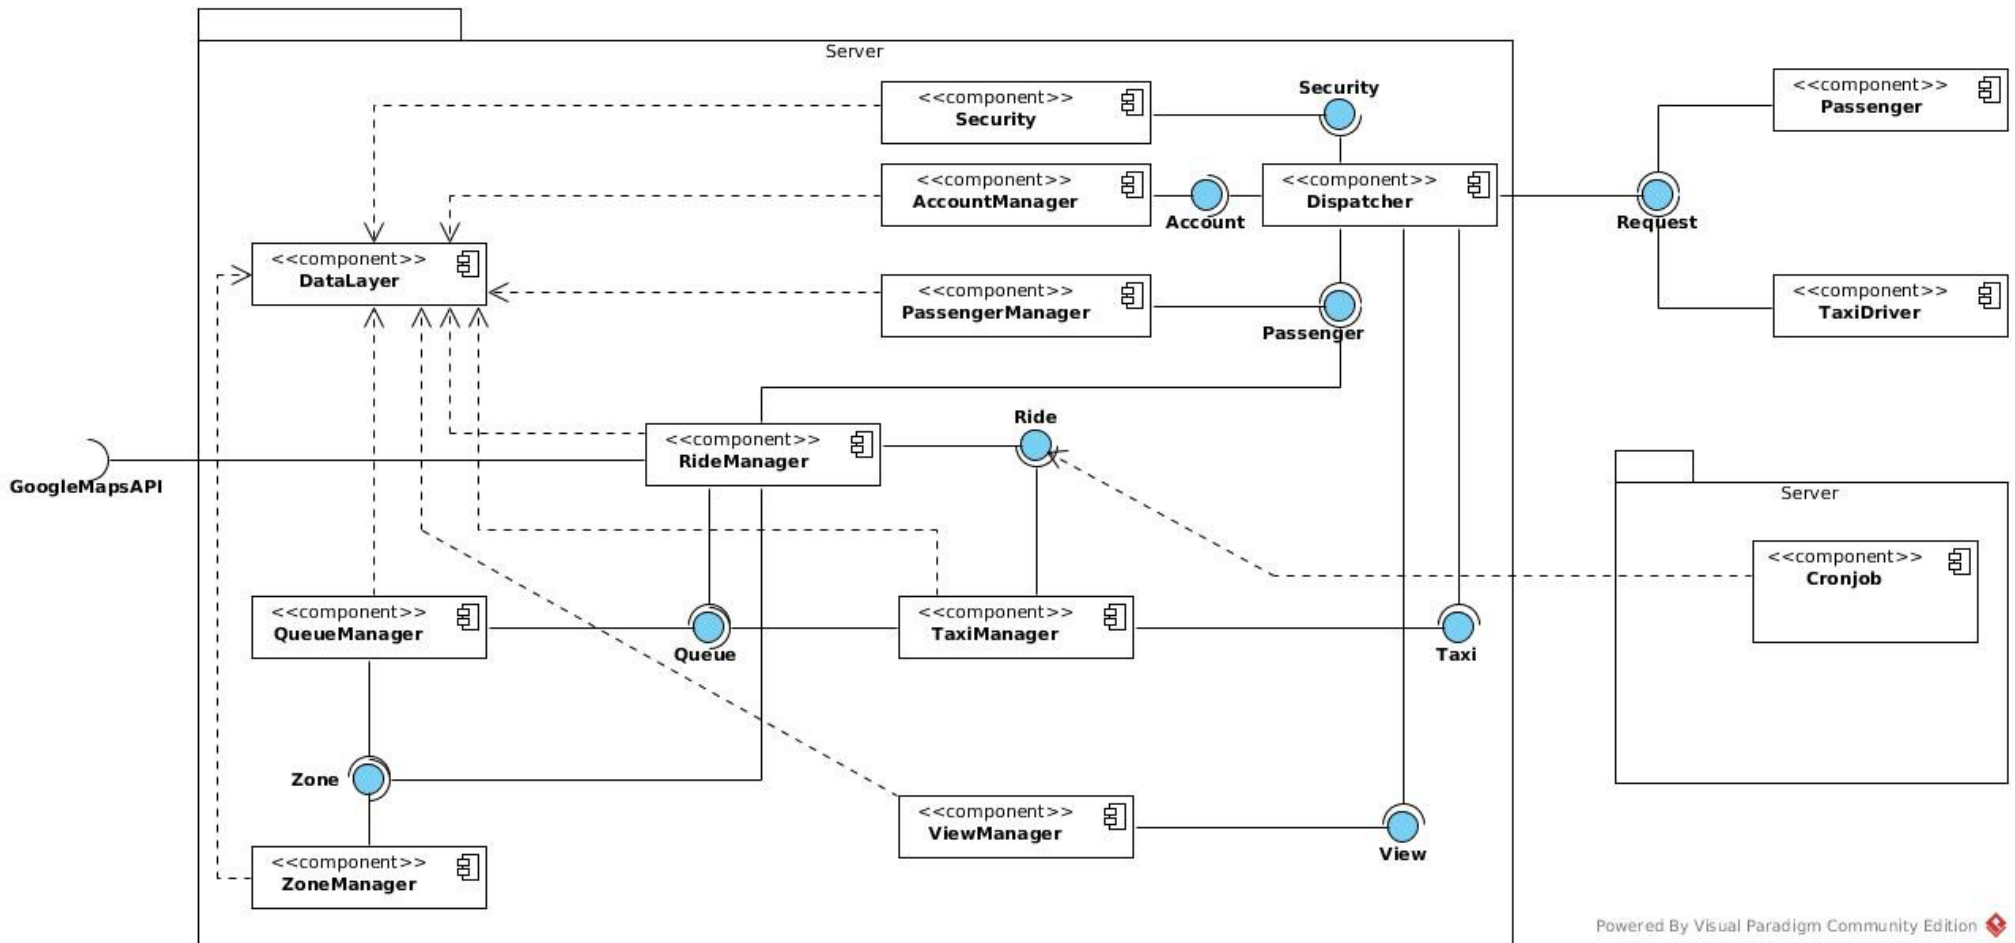 Server
<<component>>
Security
Security
<<component>>
Passenger
<<component>>
AccountManager
Account
<<component>>
Dispatcher
Request
<<component>>
DataLayer
<<component>>
PassengerManager
Passenger
<<component>>
TaxiDriver
GoogleMapsAPI
<<component>>
RideManager
Ride
Server
<<component>>
Cronjob
<<component>>
QueueManager
Queue
<<component>>
TaxiManager
Taxi
Zone
<<component>>
ViewManager
View
<<component>>
ZoneManager
Powered By Visual Paradigm Community Edition